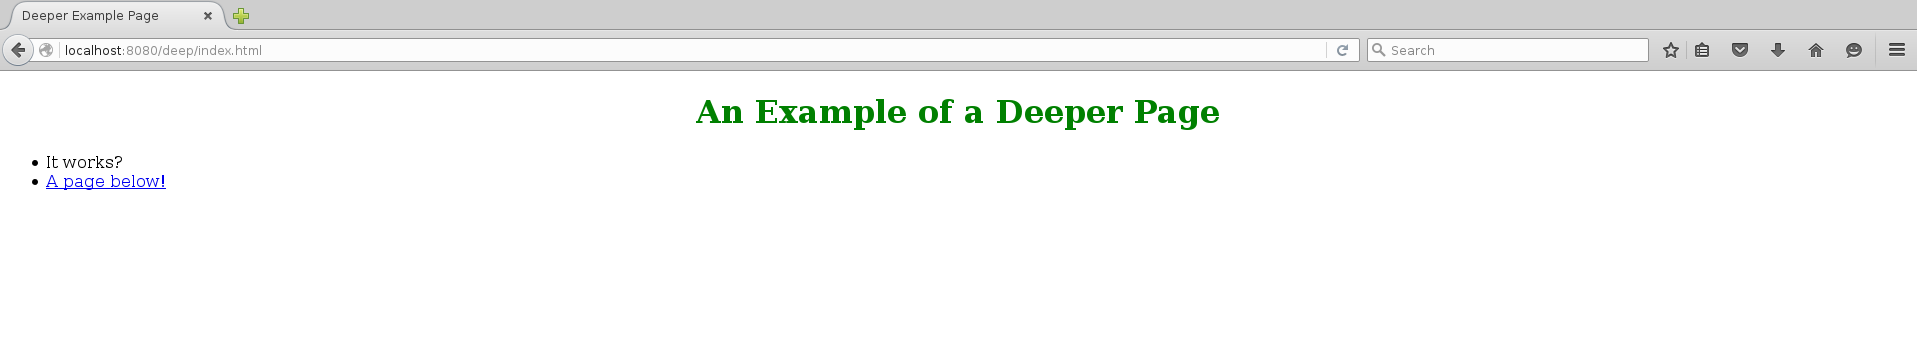 Deeper Example Page
localhost:8080/deep/index.html
Search
An Example of a Deeper Page
It works?
A page below!